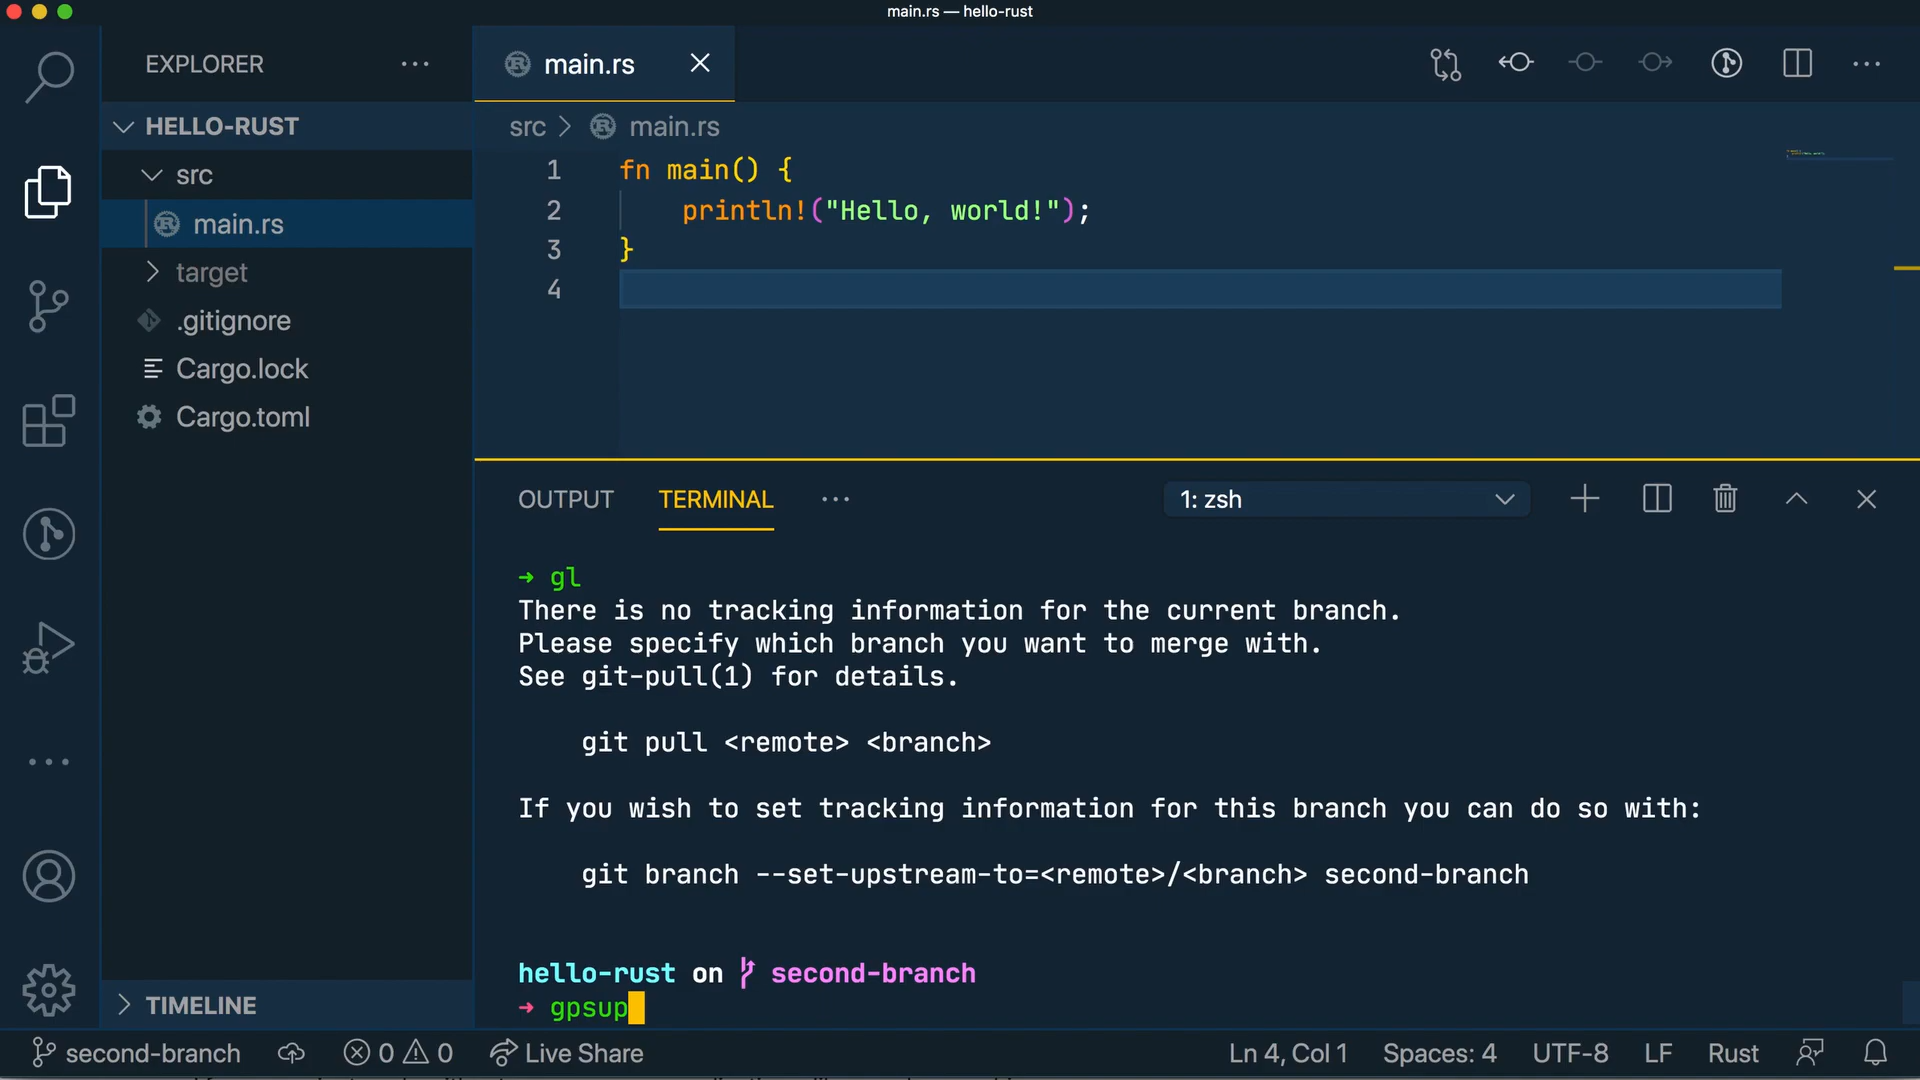 main.rs — hello-rust
EXPLORER
main.rs
HELLO-RUST
src
main.rs
target
.gitignore
Cargo.lock
Cargo.toml
TIMELINE
src > main.rs
1 fn main() {
2 println!("Hello, world!");
3 }
4
OUTPUT TERMINAL 1: zsh
➜ gl
There is no tracking information for the current branch.
Please specify which branch you want to merge with.
See git-pull(1) for details.
git pull <remote> <branch>
If you wish to set tracking information for this branch you can do so with:
git branch --set-upstream-to=<remote>/<branch> second-branch
hello-rust on second-branch
➜ gpsup
second-branch 0 0 Live Share Ln 4, Col 1 Spaces: 4 UTF-8 LF Rust